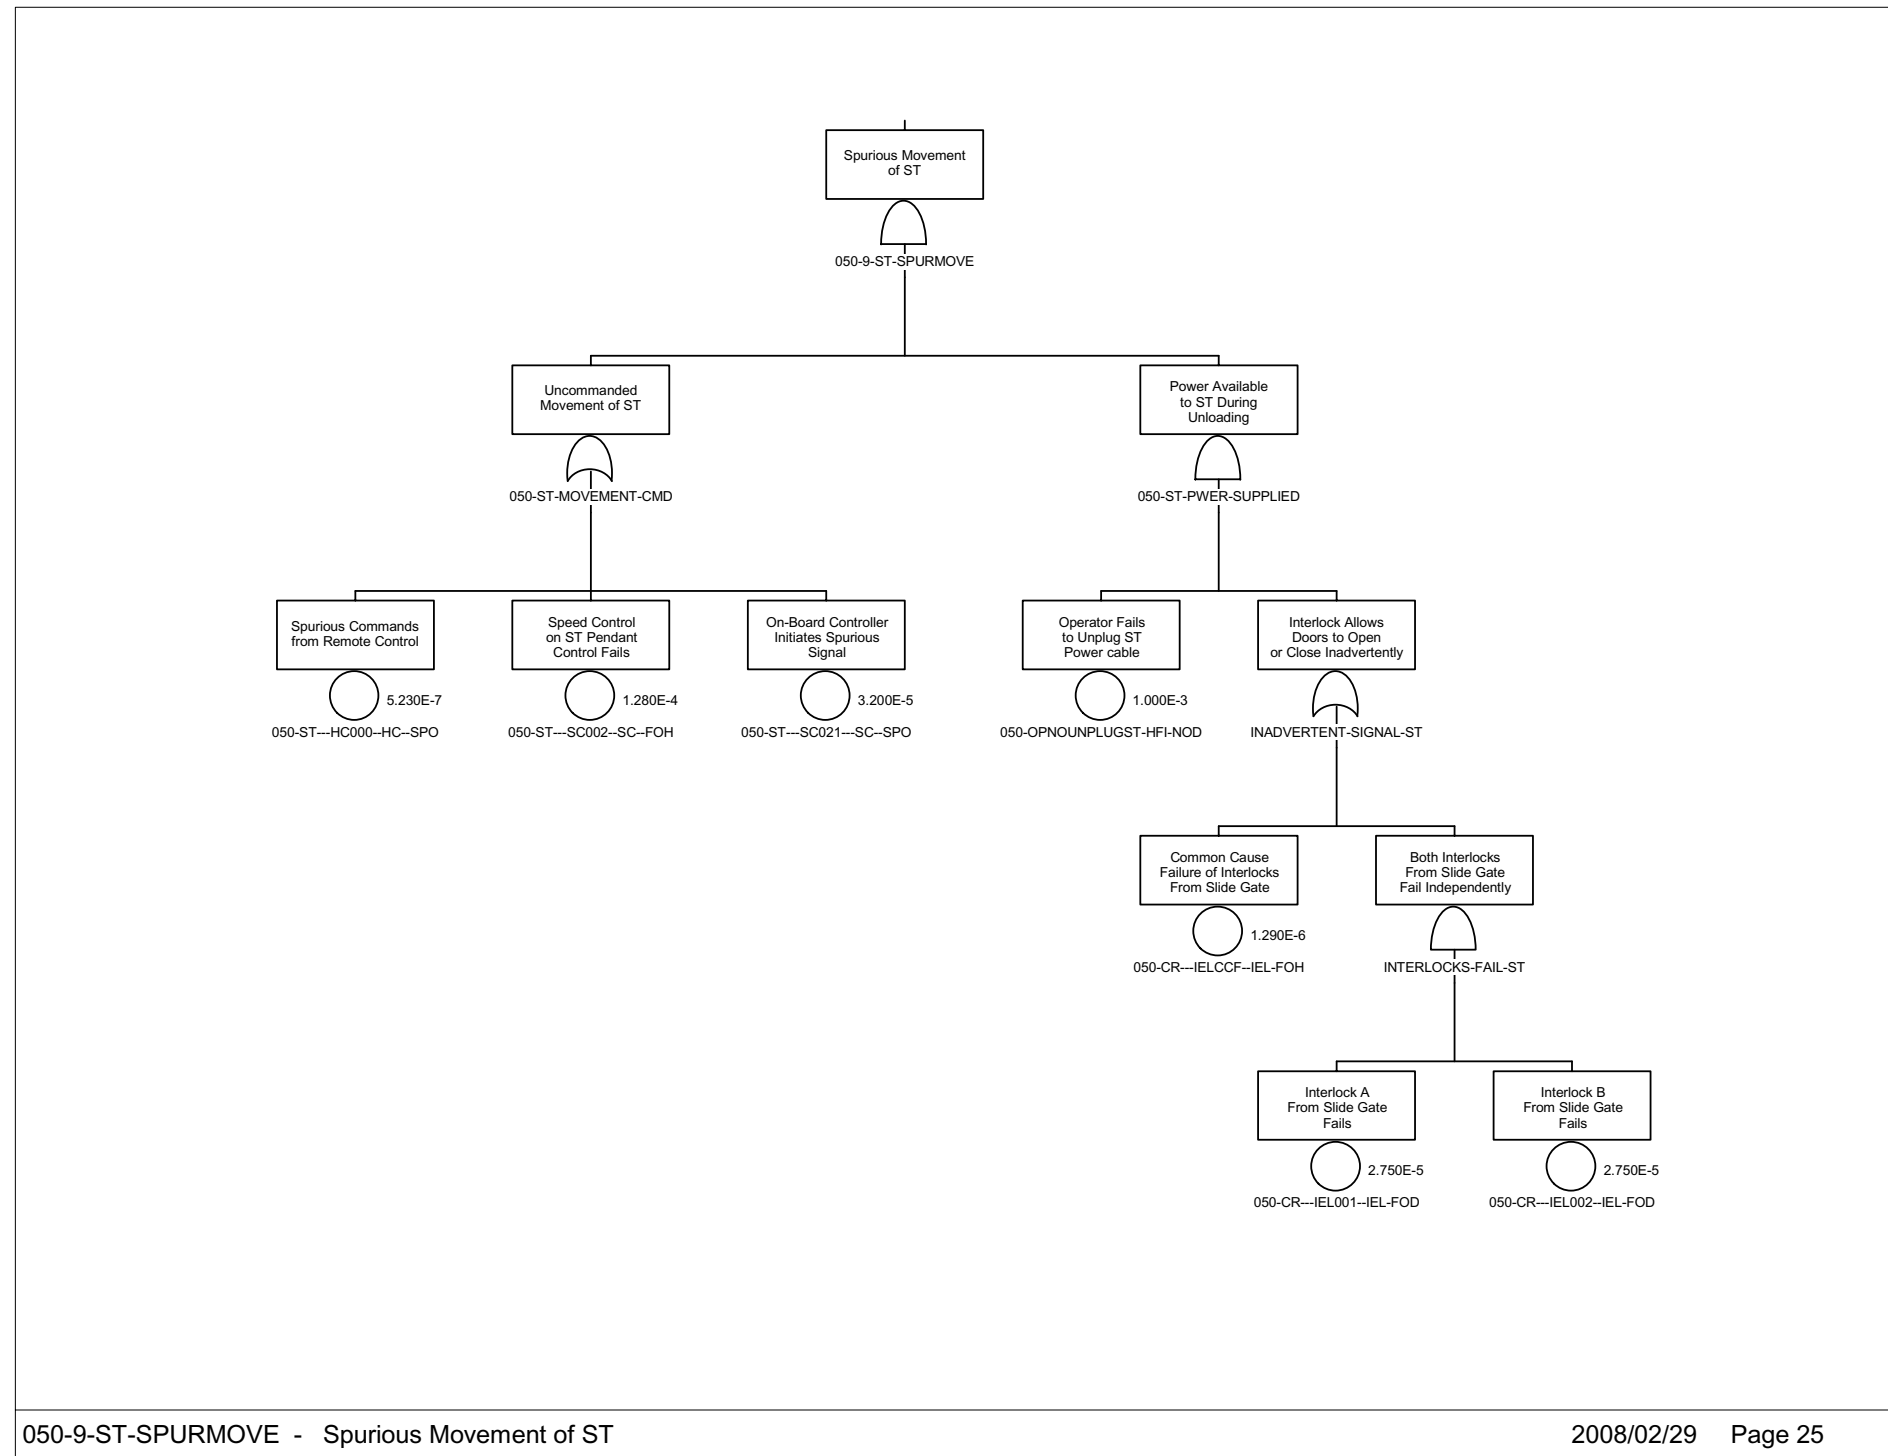 Spurious Movement
of ST
050-9-ST-SPURMOVE
Uncommanded
Movement of ST
050-ST-MOVEMENT-CMD
Power Available
to ST During
Unloading
050-ST-PWER-SUPPLIED
Spurious Commands
from Remote Control
5.230E-7
050-ST---HC000--HC--SPO
Speed Control
on ST Pendant
Control Fails
1.280E-4
050-ST---SC002--SC--FOH
On-Board Controller
Initiates Spurious
Signal
3.200E-5
050-ST---SC021---SC--SPO
Operator Fails
to Unplug ST
Power cable
1.000E-3
050-OPNOUNPLUGST-HFI-NOD
Interlock Allows
Doors to Open
or Close Inadvertently
INADVERTENT-SIGNAL-ST
Common Cause
Failure of Interlocks
From Slide Gate
1.290E-6
050-CR---IELCCF--IEL-FOH
Both Interlocks
From Slide Gate
Fail Independently
INTERLOCKS-FAIL-ST
Interlock A
From Slide Gate
Fails
2.750E-5
050-CR---IEL001--IEL-FOD
Interlock B
From Slide Gate
Fails
2.750E-5
050-CR---IEL002--IEL-FOD
050-9-ST-SPURMOVE - Spurious Movement of ST
2008/02/29 Page 25